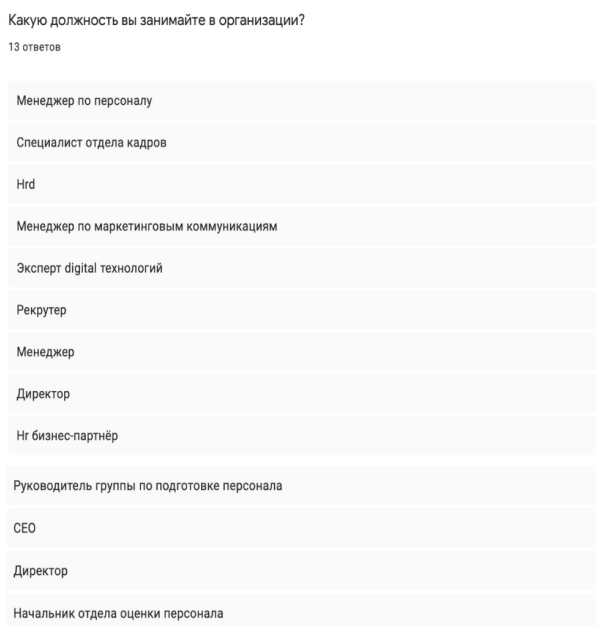 Какую должность вы занимайте в организации?
13 ответов
Менеджер по персоналу
Специалист отдела кадров
Hrd
Менеджер по маркетинговым коммуникациям
Эксперт digital технологий
Рекрутер
Менеджер
Директор
Hr бизнес-партнёр
Руководитель группы по подготовке персонала
CEO
Директор
Начальник отдела оценки персонала